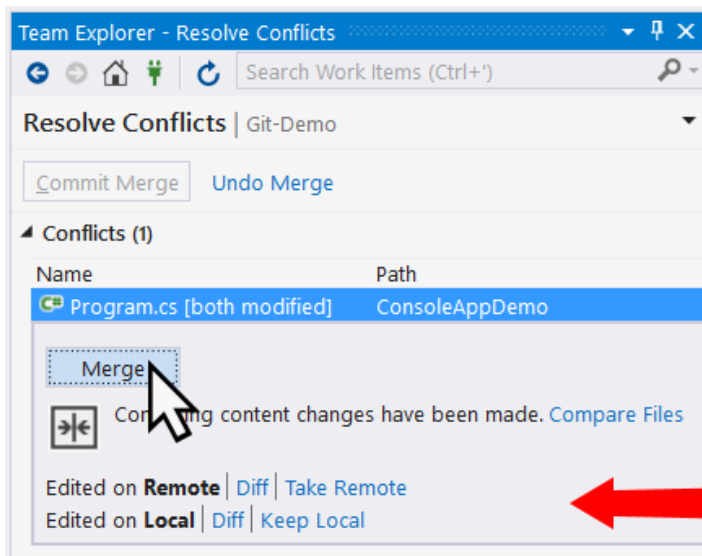 Team Explorer - Resolve Conflicts
Search Work Items (Ctrl+')
Resolve Conflicts | Git-Demo
Commit Merge Undo Merge
Conflicts (1)
Name Path
C# Program.cs [both modified] ConsoleAppDemo
Merge
content changes have been made. Compare Files
Edited on Remote | Diff | Take Remote
Edited on Local | Diff | Keep Local